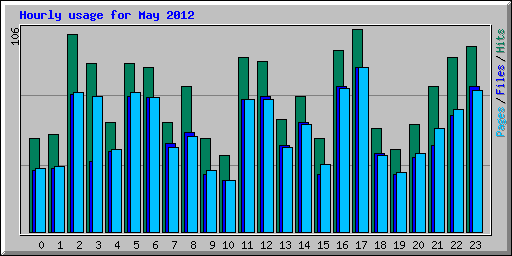 Hourly usage for May 2012
106
Pages / Files / Hits
0 1 2 3 4 5 6 7 8 9 10 11 12 13 14 15 16 17 18 19 20 21 22 23